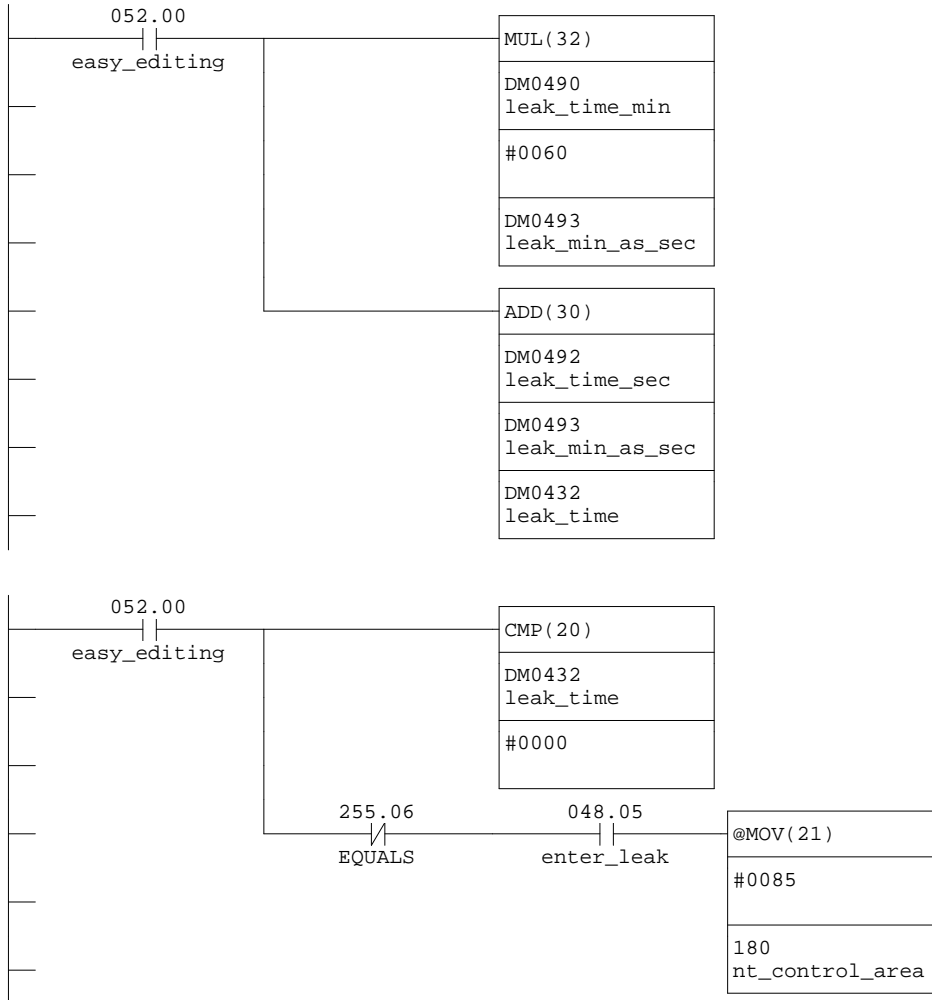 052.00
easy_editing
MUL(32)
DM0490
leak_time_min
#0060
DM0493
leak_min_as_sec
ADD(30)
DM0492
leak_time_sec
DM0493
leak_min_as_sec
DM0432
leak_time
052.00
easy_editing
CMP(20)
DM0432
leak_time
#0000
255.06
EQUALS
048.05
enter_leak
@MOV(21)
#0085
180
nt_control_area